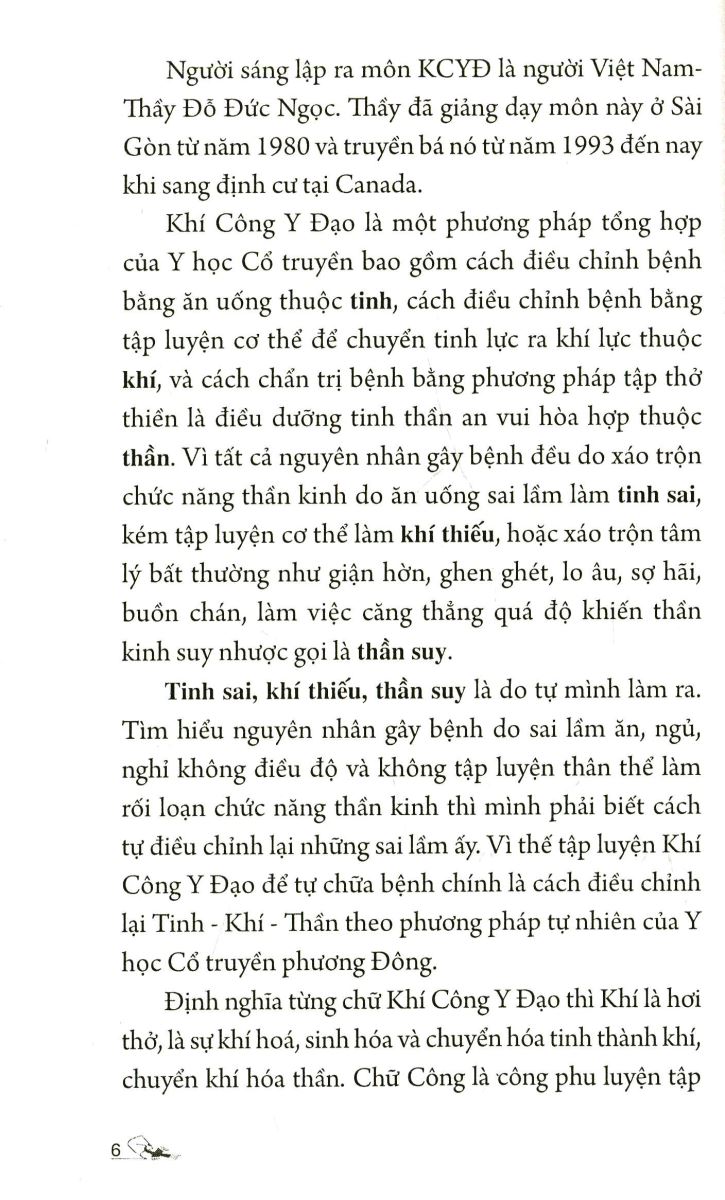 Người sáng lập ra môn KCYĐ là người Việt Nam-
Thầy Đỗ Đức Ngọc. Thầy đã giảng dạy môn này ở Sài
Gòn từ năm 1980 và truyền bá nó từ năm 1993 đến nay
khi sang định cư tại Canada.
Khí Công Y Đạo là một phương pháp tổng hợp
của Y học Cổ truyền bao gồm cách điều chỉnh bệnh
bằng ăn uống thuộc tinh, cách điều chỉnh bệnh bằng
tập luyện cơ thể để chuyển tinh lực ra khí lực thuộc
khí, và cách chẩn trị bệnh bằng phương pháp tập thở
thiền là điều dưỡng tinh thần an vui hòa hợp thuộc
thần. Vì tất cả nguyên nhân gây bệnh đều do xáo trộn
chức năng thần kinh do ăn uống sai lầm làm tinh sai,
kém tập luyện cơ thể làm khí thiếu, hoặc xáo trộn tâm
lý bất thường như giận hờn, ghen ghét, lo âu, sợ hãi,
buồn chán, làm việc căng thẳng quá độ khiến thần
kinh suy nhược gọi là thần suy.
Tinh sai, khí thiếu, thần suy là do tự mình làm ra.
Tìm hiểu nguyên nhân gây bệnh do sai lầm ăn, ngủ,
nghỉ không điều độ và không tập luyện thân thể làm
rối loạn chức năng thần kinh thì mình phải biết cách
tự điều chỉnh lại những sai lầm ấy. Vì thế tập luyện Khí
Công Y Đạo để tự chữa bệnh chính là cách điều chỉnh
lại Tinh - Khí - Thần theo phương pháp tự nhiên của Y
học Cổ truyền phương Đông.
Định nghĩa từng chữ Khí Công Y Đạo thì Khí là hơi
thở, là sự khí hoá, sinh hóa và chuyển hóa tinh thành khí,
chuyển khí hóa thần. Chữ Công là công phu luyện tập
6